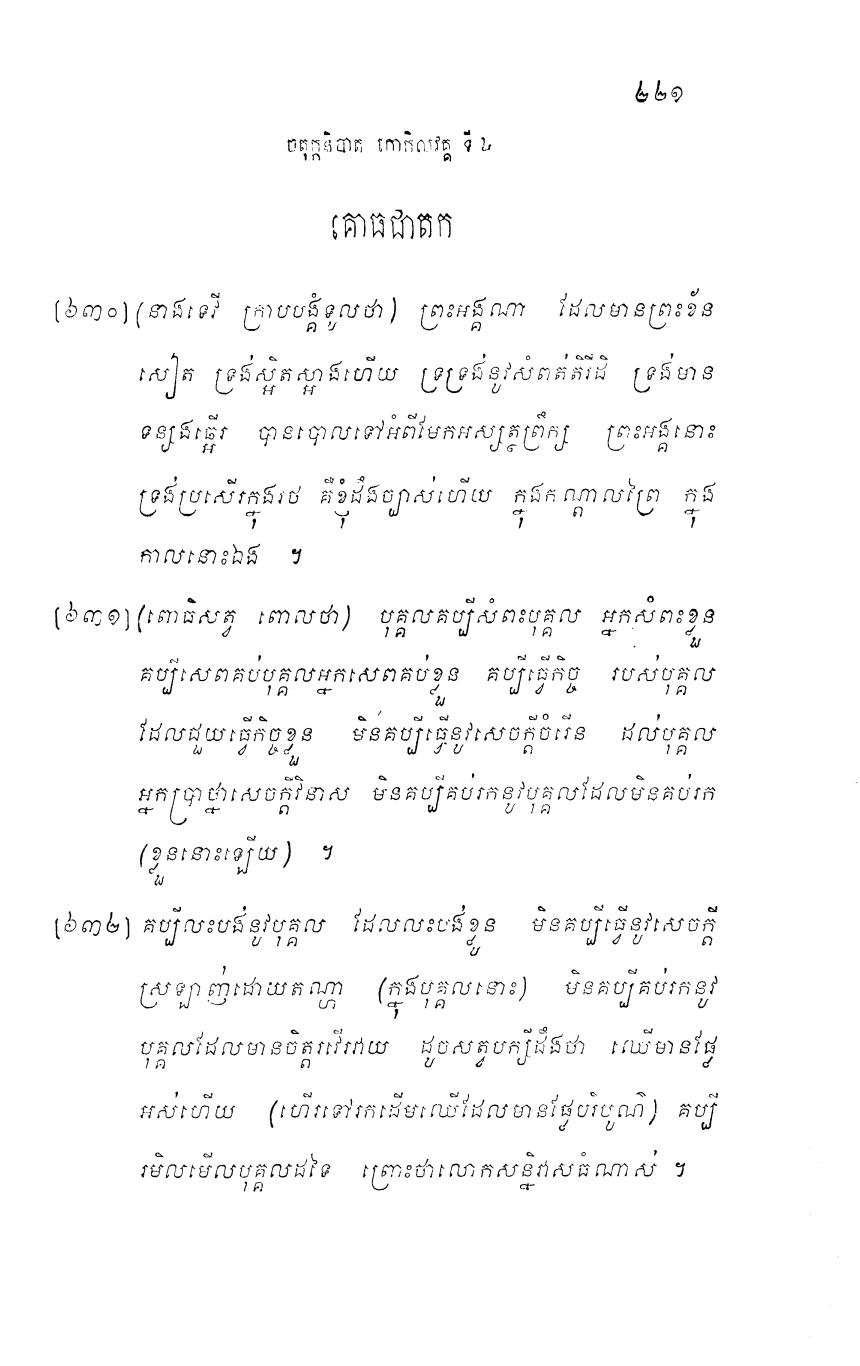 ២២១
ចតុក្កនិបាត កោកិលវគ្គ ទី ៤
គោធជាតក
[៦៣០] (នាងទេវី ក្រាបបង្គំទូលថា) ព្រះអង្គណា ដែលមានព្រះខ័ន
សៀត ទ្រង់ស្អិតស្អាងហើយ ទ្រទ្រង់នូវសំពត់តិរីដិ ទ្រង់មាន
ទន្សងធ្អើរ បានបោលទៅអំពីមែកអស្សត្ថព្រឹក្ស ព្រះអង្គនោះ
ទ្រង់ប្រសើរក្នុងរថ គឺខ្ញុំដឹងច្បាស់ហើយ ក្នុងកណ្តាលព្រៃ ក្នុង
កាលនោះឯង ។
[៦៣១] (ពោធិសត្វ ពោលថា) បុគ្គលគប្បីសំពះបុគ្គល អ្នកសំពះខ្លួន
គប្បីសេពគប់បុគ្គលអ្នកសេពគប់ខ្លួន គប្បីធ្វើកិច្ច របស់បុគ្គល
ដែលជួយធ្វើកិច្ចខ្លួន មិនគប្បីធ្វើនូវសេចក្តីចំរើន ដល់បុគ្គល
អ្នកប្រាថ្នាសេចក្តីវិនាស មិនគប្បីគប់រកនូវបុគ្គលដែលមិនគប់រក
(ខ្លួននោះឡើយ) ។
[៦៣២] គប្បីលះបង់នូវបុគ្គល ដែលលះបង់ខ្លួន មិនគប្បីធ្វើនូវសេចក្តី
ស្រឡាញ់ដោយតណ្ហា (ក្នុងបុគ្គលនោះ) មិនគប្បីគប់រកនូវ
បុគ្គលដែលមានចិត្តរវើរវាយ ដូចសត្វបក្សីដឹងថា ឈើមានផ្លែ
អស់ហើយ (ហើរទៅរកដើមឈើដែលមានផ្លែបរិបូណ៌) គប្បី
រមិលមើលបុគ្គលដទៃ ព្រោះថាលោកសន្និវាសធំណាស់ ។